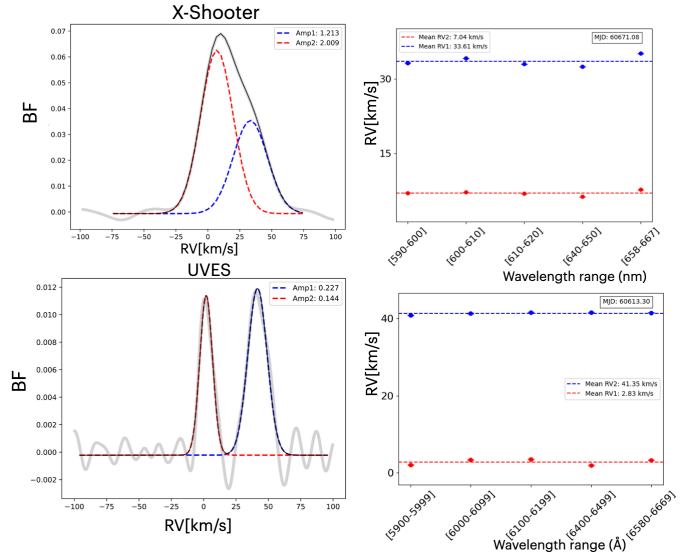 X-Shooter
0.07
0.06
0.05
0.04
0.03
0.02
0.01
0.00
BF
Amp1: 1.213
Amp2: 2.009
−100 −75 −50 −25 0 25 50 75 100
RV[km/s]
Mean RV2: 7.04 km/s
Mean RV1: 33.61 km/s
MJD: 60671.08
RV[km/s]
30
15
[590-600] [600-610] [610-620] [640-650] [658-667]
Wavelength range (nm)
UVES
0.012
0.010
0.008
0.006
0.004
0.002
0.000
−0.002
BF
Amp1: 0.227
Amp2: 0.144
−100 −75 −50 −25 0 25 50 75 100
RV[km/s]
MJD: 60613.30
RV[km/s]
40
20
0
Mean RV2: 41.35 km/s
Mean RV1: 2.83 km/s
[5900-5999] [6000-6099] [6100-6199] [6400-6499] [6580-6669]
Wavelength range (Å)